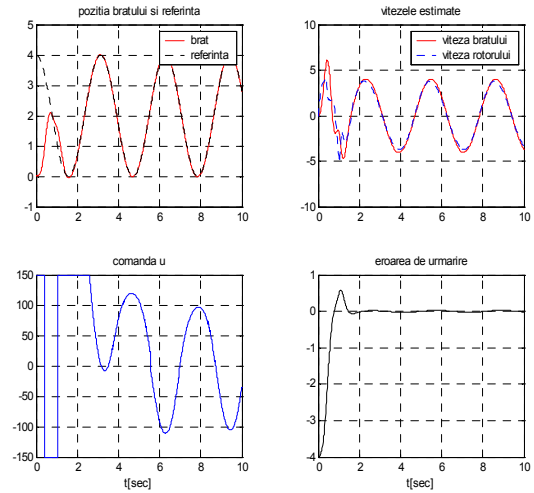 pozitia bratului si referinta
5
4
3
2
1
0
-1
0 2 4 6 8 10
brat
referinta
vitezele estimate
10
5
0
-5
-10
0 2 4 6 8 10
viteza bratului
viteza rotorului
comanda u
150
100
50
0
-50
-100
-150
0 2 4 6 8 10
t[sec]
eroarea de urmarire
1
0
-1
-2
-3
-4
0 2 4 6 8 10
t[sec]